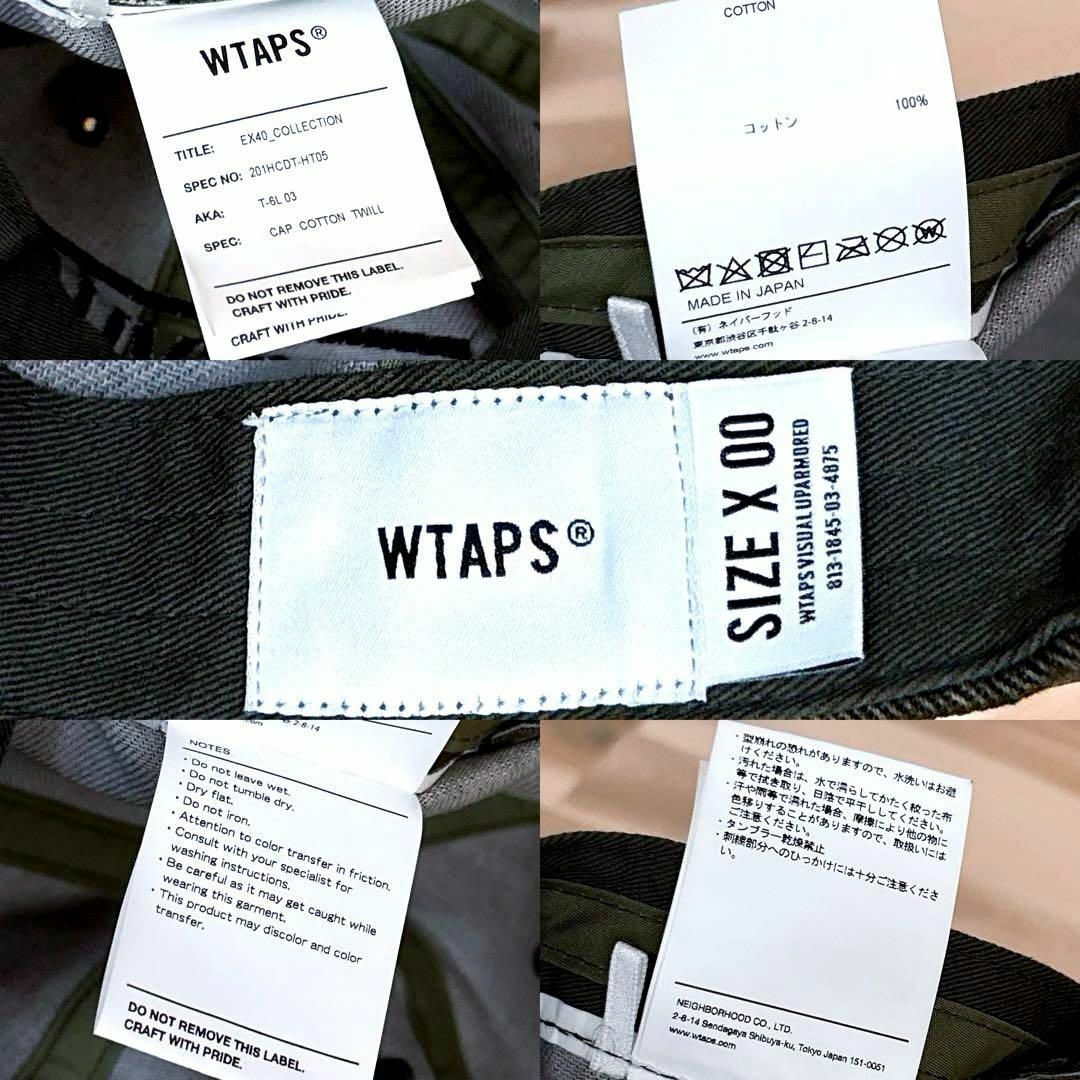 WTAPS®
TITLE: EX40_COLLECTION
SPEC NO: 201HCDT-HT05
AKA: T-6L 03
SPEC: CAP COTTON TWILL
DO NOT REMOVE THIS LABEL.
CRAFT WITH PRIDE.
CRAFT WITH PRIDE.
COTTON
100%
コットン
MADE IN JAPAN
(有) ネイバーフッド
東京都渋谷区千駄ヶ谷 2-8-14
www.wtaps.com
WTAPS®
SIZE X 00
WTAPS VISUAL UPARMORED
813-1845-03-4875
2-8-14
NOTES
・Do not leave wet.
・Do not tumble dry.
・Dry flat.
・Do not iron.
・Attention to color transfer in friction.
・Consult with your specialist for
washing instructions.
・Be careful as it may get caught while
wearing this garment.
・This product may discolor and color
transfer.
DO NOT REMOVE THIS LABEL.
CRAFT WITH PRIDE.
・型崩れの恐れがありますので、水洗いはお避
けください。
・汚れた場合は、水で濡らしてかたく絞った布
等で拭き取り、日陰で平干ししてください。
・汗や雨等で濡れた場合、摩擦により他の物に
色移りすることがありますので、取扱いには
ご注意ください。
・タンブラー乾燥禁止
・刺繍部分へのひっかけには十分ご注意くださ
い。
NEIGHBORHOOD CO., LTD.
2-8-14 Sendagaya Shibuya-ku, Tokyo Japan 151-0051
www.wtaps.com